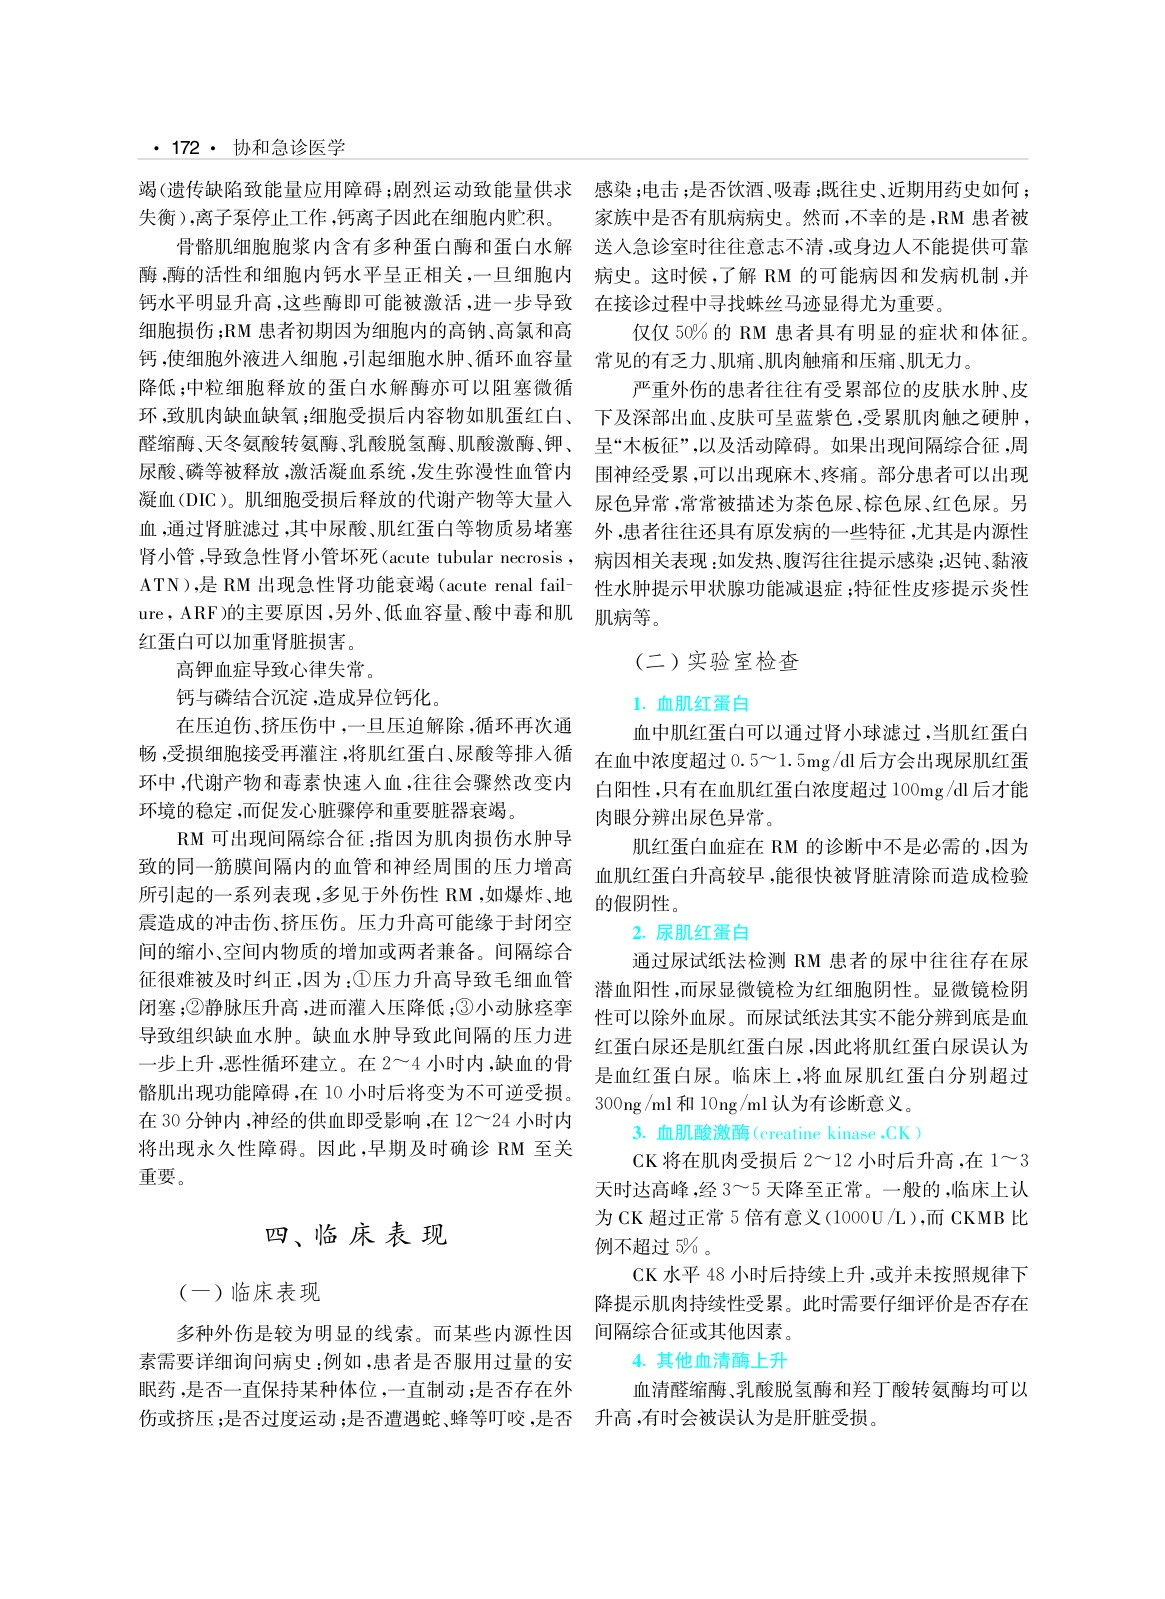 • 172 • 协和急诊医学
竭(遗传缺陷致能量应用障碍;剧烈运动致能量供求
失衡),离子泵停止工作,钙离子因此在细胞内贮积。
骨骼肌细胞胞浆内含有多种蛋白酶和蛋白水解
酶,酶的活性和细胞内钙水平呈正相关,一旦细胞内
钙水平明显升高,这些酶即可能被激活,进一步导致
细胞损伤;RM 患者初期因为细胞内的高钠、高氯和高
钙,使细胞外液进入细胞,引起细胞水肿、循环血容量
降低;中粒细胞释放的蛋白水解酶亦可以阻塞微循
环,致肌肉缺血缺氧;细胞受损后内容物如肌蛋红白、
醛缩酶、天冬氨酸转氨酶、乳酸脱氢酶、肌酸激酶、钾、
尿酸、磷等被释放,激活凝血系统,发生弥漫性血管内
凝血(DIC)。肌细胞受损后释放的代谢产物等大量入
血,通过肾脏滤过,其中尿酸、肌红蛋白等物质易堵塞
肾小管,导致急性肾小管坏死(acute tubular necrosis,
ATN),是 RM 出现急性肾功能衰竭(acute renal fail-
ure, ARF)的主要原因,另外、低血容量、酸中毒和肌
红蛋白可以加重肾脏损害。
高钾血症导致心律失常。
钙与磷结合沉淀,造成异位钙化。
在压迫伤、挤压伤中,一旦压迫解除,循环再次通
畅,受损细胞接受再灌注,将肌红蛋白、尿酸等排入循
环中,代谢产物和毒素快速入血,往往会骤然改变内
环境的稳定,而促发心脏骤停和重要脏器衰竭。
RM 可出现间隔综合征:指因为肌肉损伤水肿导
致的同一筋膜间隔内的血管和神经周围的压力增高
所引起的一系列表现,多见于外伤性 RM,如爆炸、地
震造成的冲击伤、挤压伤。压力升高可能缘于封闭空
间的缩小、空间内物质的增加或两者兼备。间隔综合
征很难被及时纠正,因为:①压力升高导致毛细血管
闭塞;②静脉压升高,进而灌入压降低;③小动脉痉挛
导致组织缺血水肿。缺血水肿导致此间隔的压力进
一步上升,恶性循环建立。在 2~4 小时内,缺血的骨
骼肌出现功能障碍,在 10 小时后将变为不可逆受损。
在 30 分钟内,神经的供血即受影响,在 12~24 小时内
将出现永久性障碍。因此,早期及时确诊 RM 至关
重要。
四、临床表现
(一)临床表现
多种外伤是较为明显的线索。而某些内源性因
素需要详细询问病史:例如,患者是否服用过量的安
眠药,是否一直保持某种体位,一直制动;是否存在外
伤或挤压;是否过度运动;是否遭遇蛇、蜂等叮咬,是否
感染;电击;是否饮酒、吸毒;既往史、近期用药史如何;
家族中是否有肌病病史。然而,不幸的是,RM 患者被
送入急诊室时往往意志不清,或身边人不能提供可靠
病史。这时候,了解 RM 的可能病因和发病机制,并
在接诊过程中寻找蛛丝马迹显得尤为重要。
仅仅 50% 的 RM 患者具有明显的症状和体征。
常见的有乏力、肌痛、肌肉触痛和压痛、肌无力。
严重外伤的患者往往有受累部位的皮肤水肿、皮
下及深部出血、皮肤可呈蓝紫色,受累肌肉触之硬肿,
呈“木板征”,以及活动障碍。如果出现间隔综合征,周
围神经受累,可以出现麻木、疼痛。部分患者可以出现
尿色异常,常常被描述为茶色尿、棕色尿、红色尿。另
外,患者往往还具有原发病的一些特征,尤其是内源性
病因相关表现:如发热、腹泻往往提示感染;迟钝、黏液
性水肿提示甲状腺功能减退症;特征性皮疹提示炎性
肌病等。
(二)实验室检查
1. 血肌红蛋白
血中肌红蛋白可以通过肾小球滤过,当肌红蛋白
在血中浓度超过 0.5~1.5mg/dl 后方会出现尿肌红蛋
白阳性,只有在血肌红蛋白浓度超过 100mg/dl 后才能
肉眼分辨出尿色异常。
肌红蛋白血症在 RM 的诊断中不是必需的,因为
血肌红蛋白升高较早,能很快被肾脏清除而造成检验
的假阴性。
2. 尿肌红蛋白
通过尿试纸法检测 RM 患者的尿中往往存在尿
潜血阳性,而尿显微镜检为红细胞阴性。显微镜检阴
性可以除外血尿。而尿试纸法其实不能分辨到底是血
红蛋白尿还是肌红蛋白尿,因此将肌红蛋白尿误认为
是血红蛋白尿。临床上,将血尿肌红蛋白分别超过
300ng/ml 和 10ng/ml 认为有诊断意义。
3. 血肌酸激酶(creatine kinase,CK)
CK 将在肌肉受损后 2~12 小时后升高,在 1~3
天时达高峰,经 3~5 天降至正常。一般的,临床上认
为 CK 超过正常 5 倍有意义(1000U/L),而 CKMB 比
例不超过 5% 。
CK 水平 48 小时后持续上升,或并未按照规律下
降提示肌肉持续性受累。此时需要仔细评价是否存在
间隔综合征或其他因素。
4. 其他血清酶上升
血清醛缩酶、乳酸脱氢酶和羟丁酸转氨酶均可以
升高,有时会被误认为是肝脏受损。